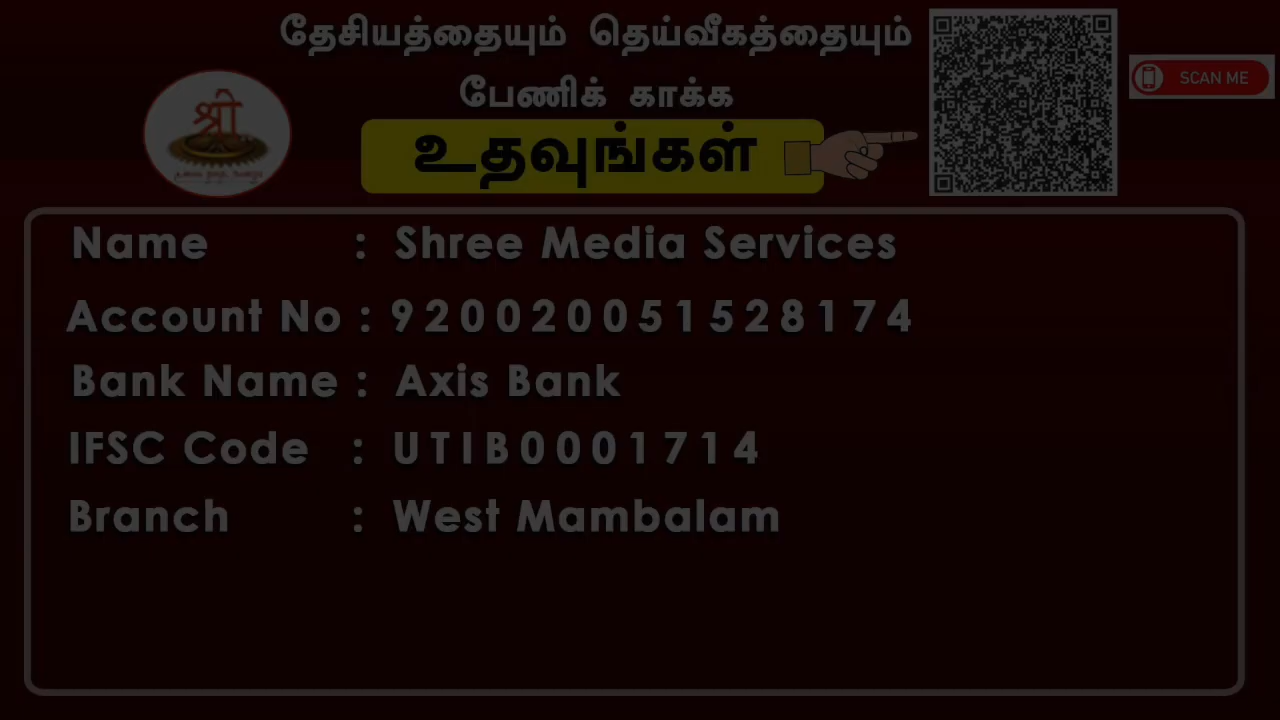 தேசியத்தையும் தெய்வீகத்தையும்
பேணிக் காக்க
உதவுங்கள்
SCAN ME
ஸ்ரீ
Name : Shree Media Services
Account No : 920020051528174
Bank Name : Axis Bank
IFSC Code : UTIB0001714
Branch : West Mambalam